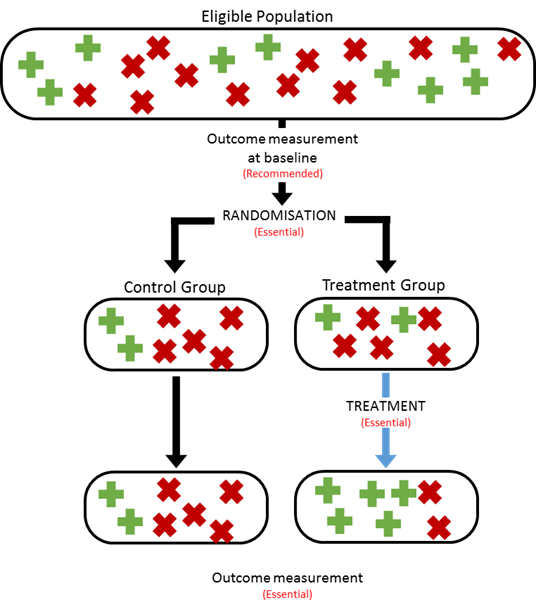 Eligible Population
Outcome measurement
at baseline
(Recommended)
RANDOMISATION
(Essential)
Control Group
Treatment Group
TREATMENT
(Essential)
Outcome measurement
(Essential)